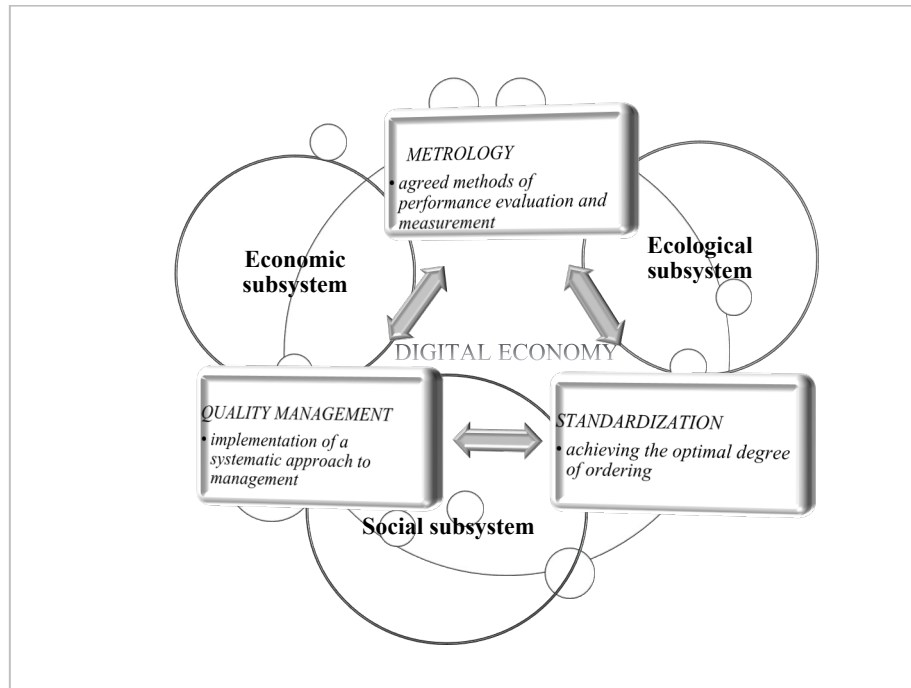 METROLOGY
• agreed methods of
performance evaluation and
measurement
Economic
subsystem
Ecological
subsystem
DIGITAL ECONOMY
QUALITY MANAGEMENT
• implementation of a
systematic approach to
management
STANDARDIZATION
• achieving the optimal degree
of ordering
Social subsystem